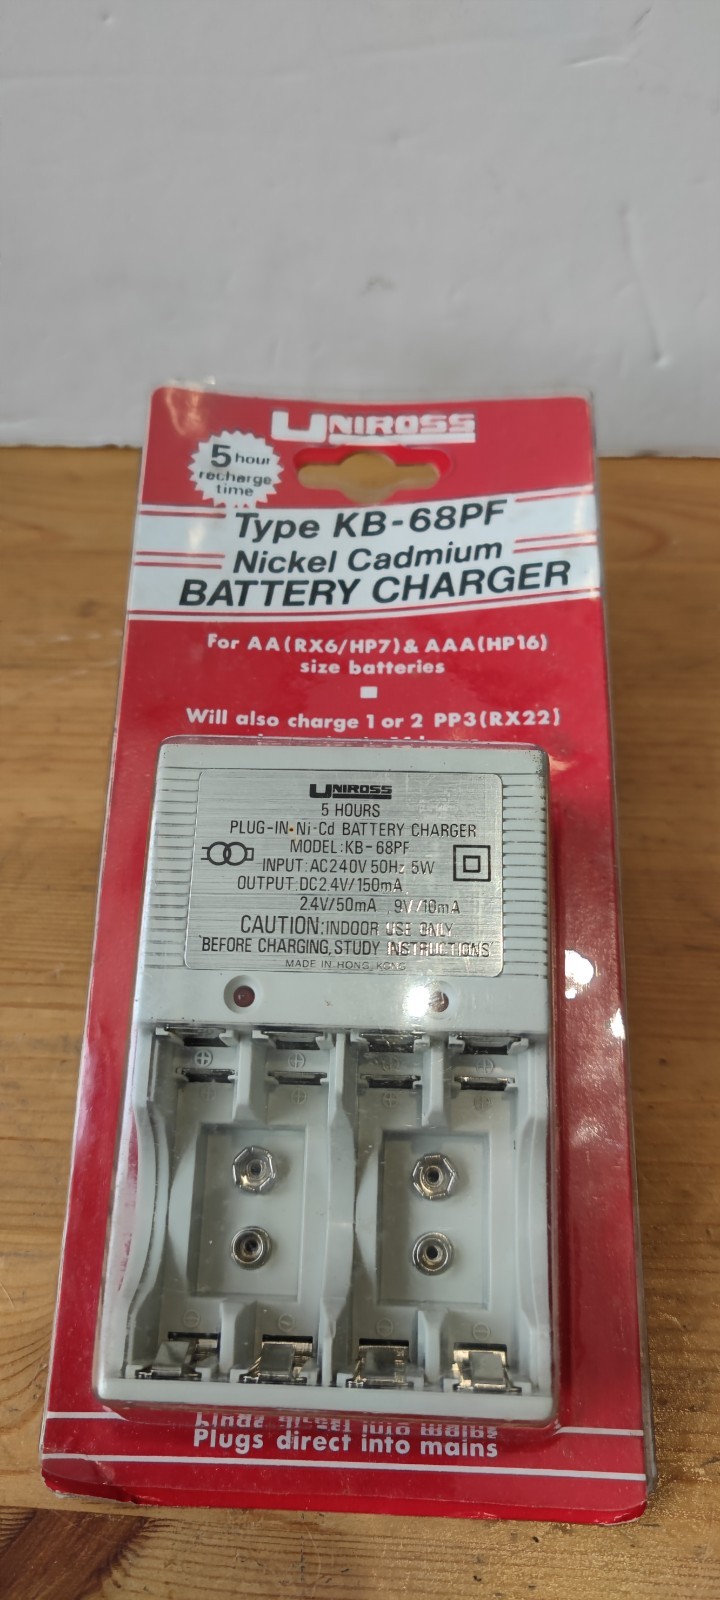 UNIROSS
5 hour
recharge
time
Type KB-68PF
Nickel Cadmium
BATTERY CHARGER
For AA(RX6/HP7) & AAA(HP16)
size batteries
Will also charge 1 or 2 PP3(RX22)
UNIROSS
5 HOURS
PLUG-IN·Ni-Cd BATTERY CHARGER
MODEL:KB-68PF
INPUT:AC240V 50Hz 5W
OUTPUT:DC2.4V/150mA
2.4V/50mA 9V/10mA
CAUTION:INDOOR USE ONLY
BEFORE CHARGING, STUDY INSTRUCTIONS
MADE IN HONG KONG
Plugs direct into mains